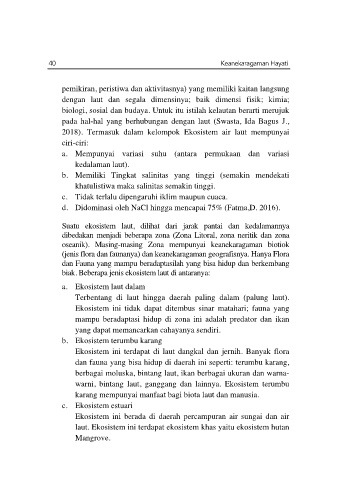 40 Keanekaragaman Hayati
pemikiran, peristiwa dan aktivitasnya) yang memiliki kaitan langsung
dengan laut dan segala dimensinya; baik dimensi fisik; kimia;
biologi, sosial dan budaya. Untuk itu istilah kelautan berarti merujuk
pada hal-hal yang berhubungan dengan laut (Swasta, Ida Bagus J.,
2018). Termasuk dalam kelompok Ekosistem air laut mempunyai
ciri-ciri:
a. Mempunyai variasi suhu (antara permukaan dan variasi
kedalaman laut).
b. Memiliki Tingkat salinitas yang tinggi (semakin mendekati
khatulistiwa maka salinitas semakin tinggi.
c. Tidak terlalu dipengaruhi iklim maupun cuaca.
d. Didominasi oleh NaCl hingga mencapai 75% (Fatma,D. 2016).
Suatu ekosistem laut, dilihat dari jarak pantai dan kedalamannya
dibedakan menjadi beberapa zona (Zona Litoral, zona neritik dan zona
oseanik). Masing-masing Zona mempunyai keanekaragaman biotiok
(jenis flora dan faunanya) dan keanekaragaman geografisnya. Hanya Flora
dan Fauna yang mampu beradaptasilah yang bisa hidup dan berkembang
biak. Beberapa jenis ekosistem laut di antaranya:
a. Ekosistem laut dalam
Terbentang di laut hingga daerah paling dalam (palung laut).
Ekosistem ini tidak dapat ditembus sinar matahari; fauna yang
mampu beradaptasi hidup di zona ini adalah predator dan ikan
yang dapat memancarkan cahayanya sendiri.
b. Ekosistem terumbu karang
Ekosistem ini terdapat di laut dangkal dan jernih. Banyak flora
dan fauna yang bisa hidup di daerah ini seperti: terumbu karang,
berbagai moluska, bintang laut, ikan berbagai ukuran dan warna-
warni, bintang laut, ganggang dan lainnya. Ekosistem terumbu
karang mempunyai manfaat bagi biota laut dan manusia.
c. Ekosistem estuari
Ekosistem ini berada di daerah percampuran air sungai dan air
laut. Ekosistem ini terdapat ekosistem khas yaitu ekosistem hutan
Mangrove.